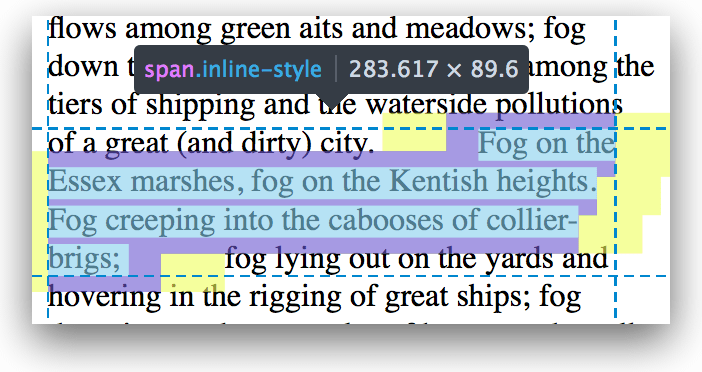 flows among green aits and meadows; fog
down t
among the
span.inline-style 283.617 × 89.6
tiers of shipping and the waterside pollutions
of a great (and dirty) city. Fog on the
Essex marshes, fog on the Kentish heights.
Fog creeping into the cabooses of collier-
brigs; fog lying out on the yards and
hovering in the rigging of great ships; fog